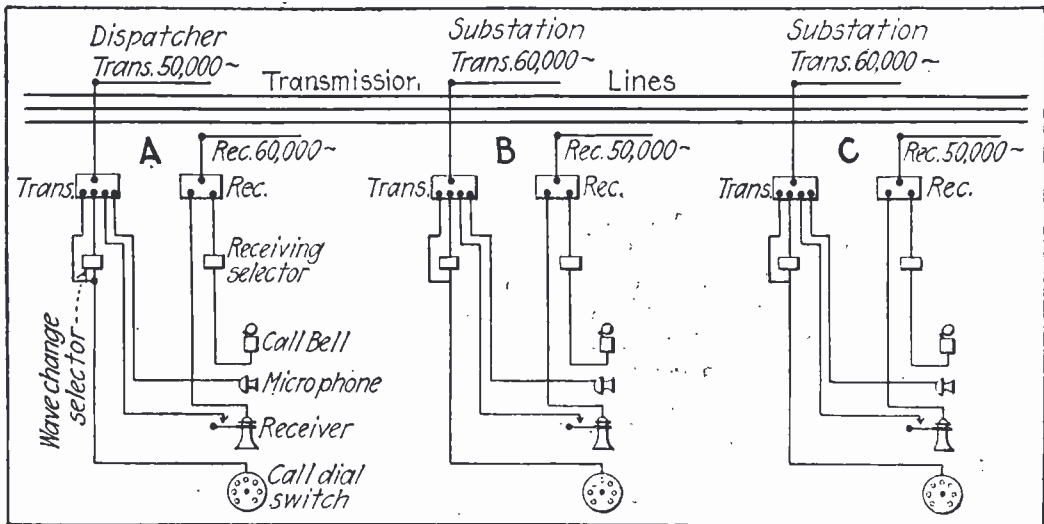 Dispatcher
Trans. 50,000~
Substation
Trans. 60,000~
Substation
Trans. 60,000~
Transmission Lines
A
Rec. 60,000~
B
Rec. 50,000~
C
Rec. 50,000~
Trans.
Rec.
Trans.
Rec.
Trans.
Rec.
Receiving
selector
Wave change
selector
Call Bell
Microphone
Receiver
Call dial
switch